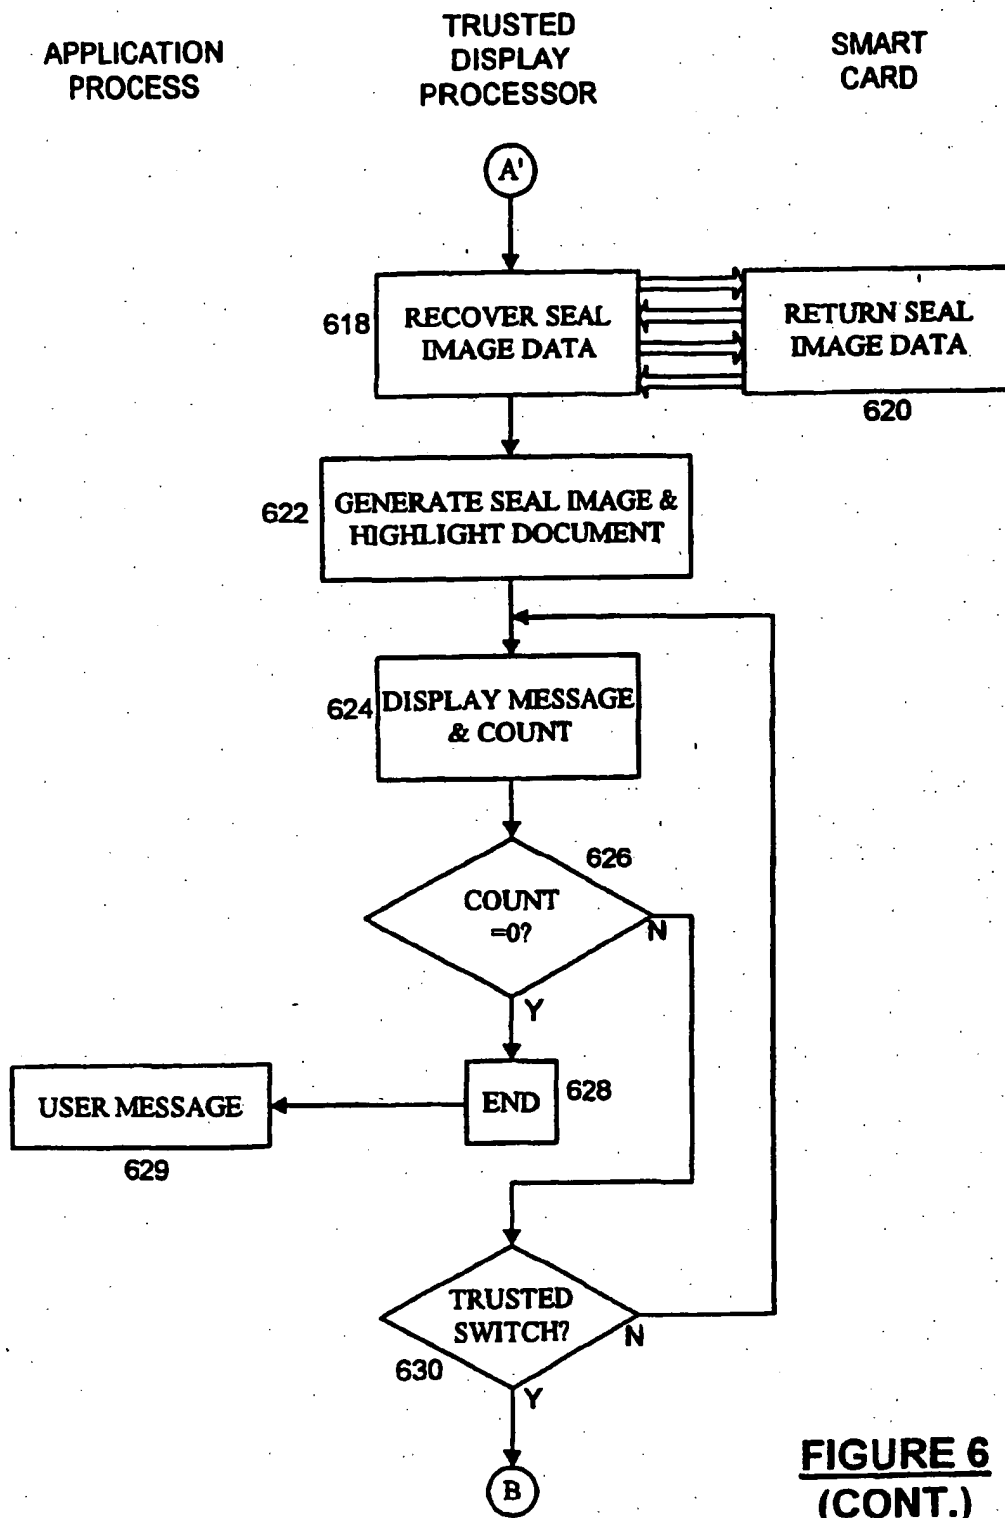 APPLICATION
PROCESS
TRUSTED
DISPLAY
PROCESSOR
SMART
CARD
A'
618
RECOVER SEAL
IMAGE DATA
RETURN SEAL
IMAGE DATA
620
622
GENERATE SEAL IMAGE &
HIGHLIGHT DOCUMENT
624
DISPLAY MESSAGE
& COUNT
626
COUNT
=0?
N
Y
USER MESSAGE
629
END
628
TRUSTED
SWITCH?
N
630
Y
B
FIGURE 6
(CONT.)